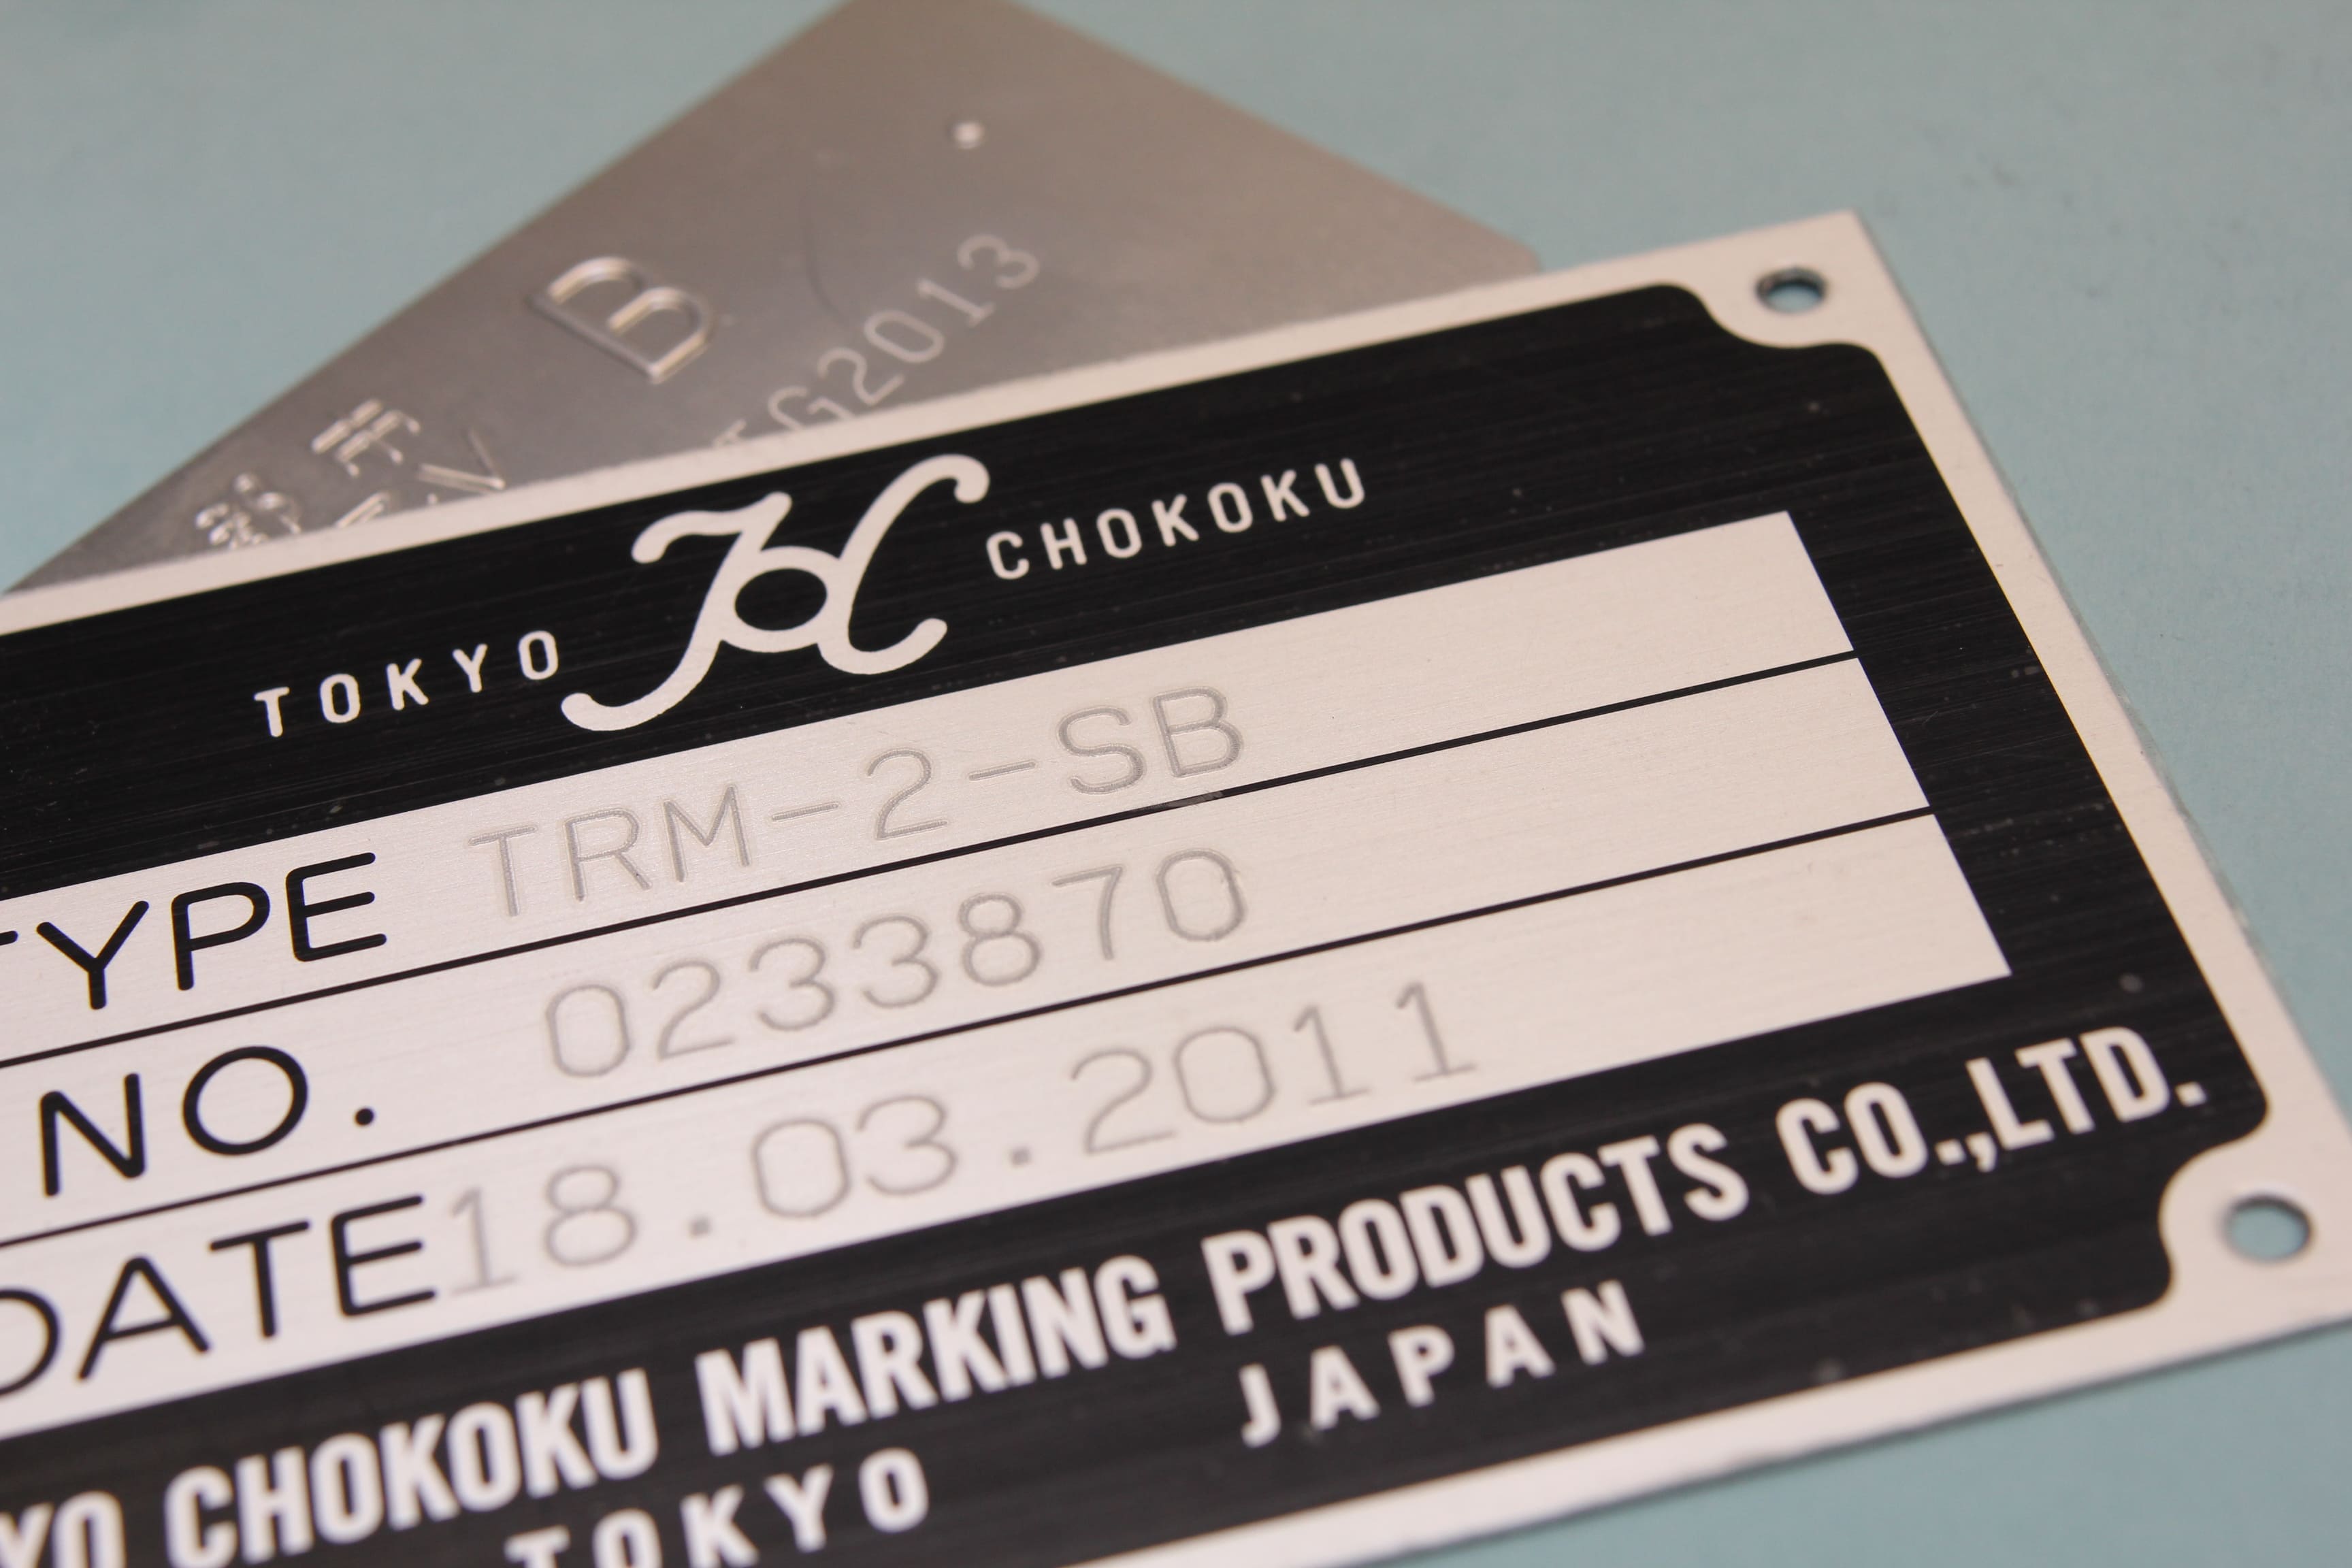 B
G2013
TOKYO CHOKOKU
TYPE TRM-2-SB
NO. 0233870
DATE 18.03.2011
YO CHOKOKU MARKING PRODUCTS CO.,LTD.
TOKYO JAPAN